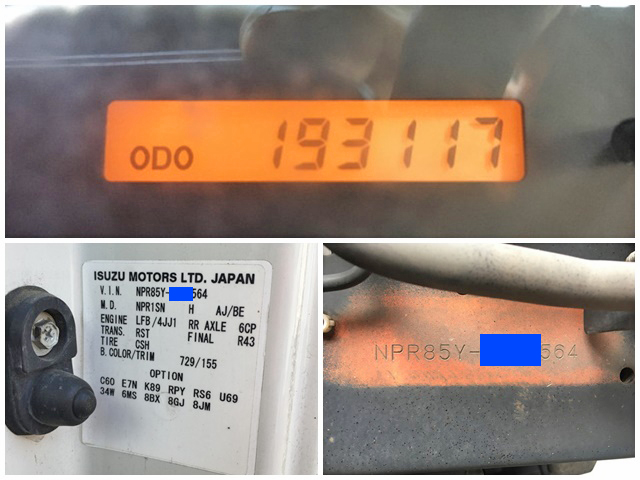 ODO 193117
ISUZU MOTORS LTD. JAPAN
V.I.N. NPR85Y-564
M.D. NPR1SN H AJ/BE
ENGINE LFB/4JJ1 RR AXLE 6CP
TRANS. RST FINAL R43
TIRE CSH
B.COLOR/TRIM 729/155
OPTION
C60 E7N K89 RPY RS6 U69
34W 6MS 8BX 8GJ 8JM
NPR85Y-564